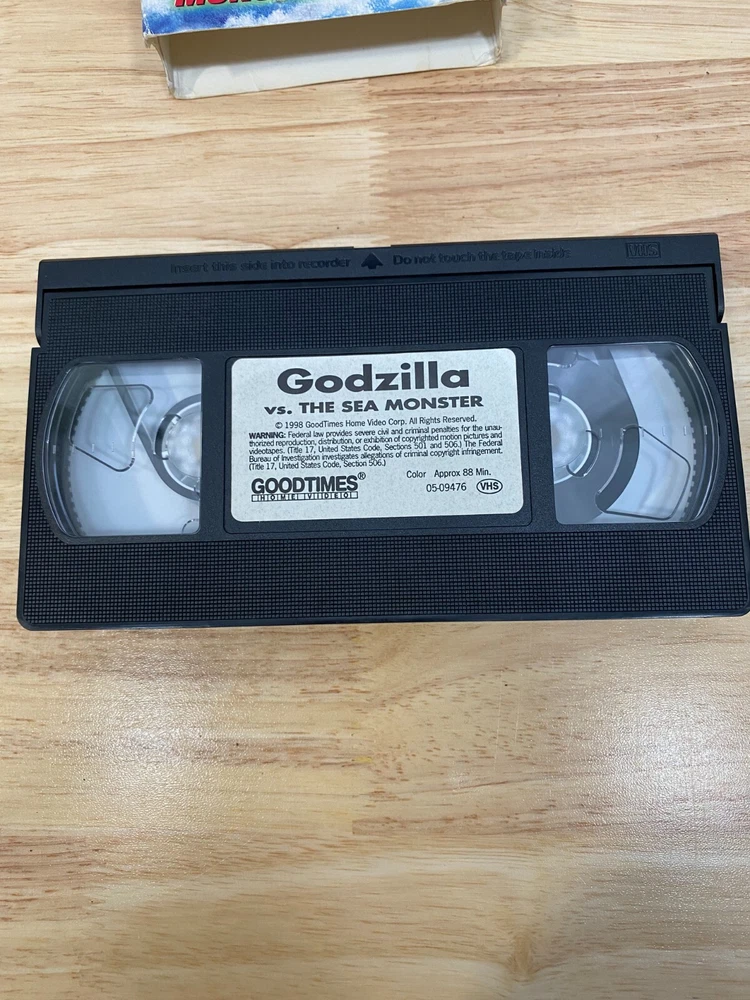 Insert this side into recorder Do not touch the tape inside VHS
Godzilla
VS. THE SEA MONSTER
© 1998 GoodTimes Home Video Corp. All Rights Reserved.
WARNING: Federal law provides severe civil and criminal penalties for the unau-
thorized reproduction, distribution, or exhibition of copyrighted motion pictures and
videotapes. (Title 17, United States Code, Sections 501 and 506.) The Federal
Bureau of Investigation investigates allegations of criminal copyright infringement.
(Title 17, United States Code, Section 506.)
Color Approx 88 Min.
GOODTIMES®
HOME VIDEO
05-09476 VHS